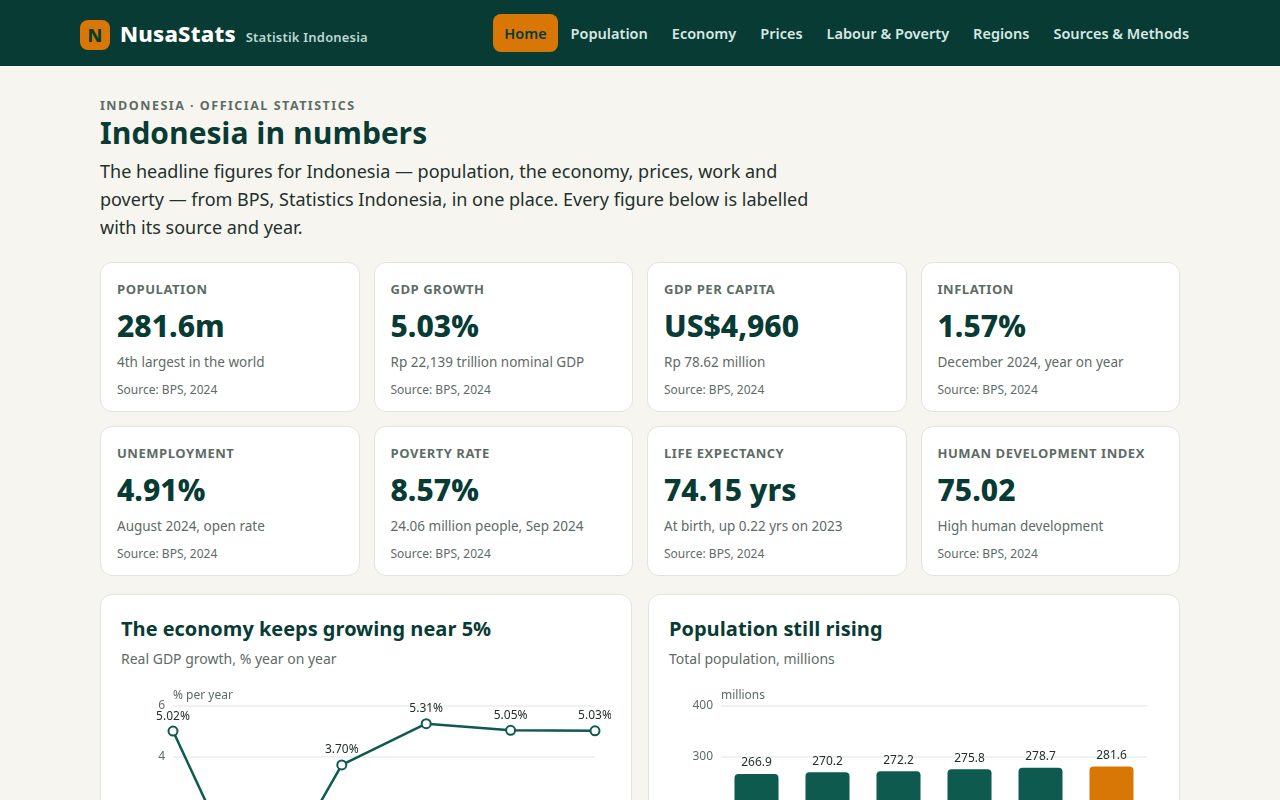 N NusaStats Statistik Indonesia Home Population Economy Prices Labour & Poverty Regions Sources & Methods
INDONESIA · OFFICIAL STATISTICS
Indonesia in numbers
The headline figures for Indonesia — population, the economy, prices, work and
poverty — from BPS, Statistics Indonesia, in one place. Every figure below is labelled
with its source and year.
POPULATION
281.6m
4th largest in the world
Source: BPS, 2024
GDP GROWTH
5.03%
Rp 22,139 trillion nominal GDP
Source: BPS, 2024
GDP PER CAPITA
US$4,960
Rp 78.62 million
Source: BPS, 2024
INFLATION
1.57%
December 2024, year on year
Source: BPS, 2024
UNEMPLOYMENT
4.91%
August 2024, open rate
Source: BPS, 2024
POVERTY RATE
8.57%
24.06 million people, Sep 2024
Source: BPS, 2024
LIFE EXPECTANCY
74.15 yrs
At birth, up 0.22 yrs on 2023
Source: BPS, 2024
HUMAN DEVELOPMENT INDEX
75.02
High human development
Source: BPS, 2024
The economy keeps growing near 5%
Real GDP growth, % year on year
% per year
6
5.02% 3.70% 5.31% 5.05% 5.03%
4
Population still rising
Total population, millions
millions
400
300
266.9 270.2 272.2 275.8 278.7 281.6